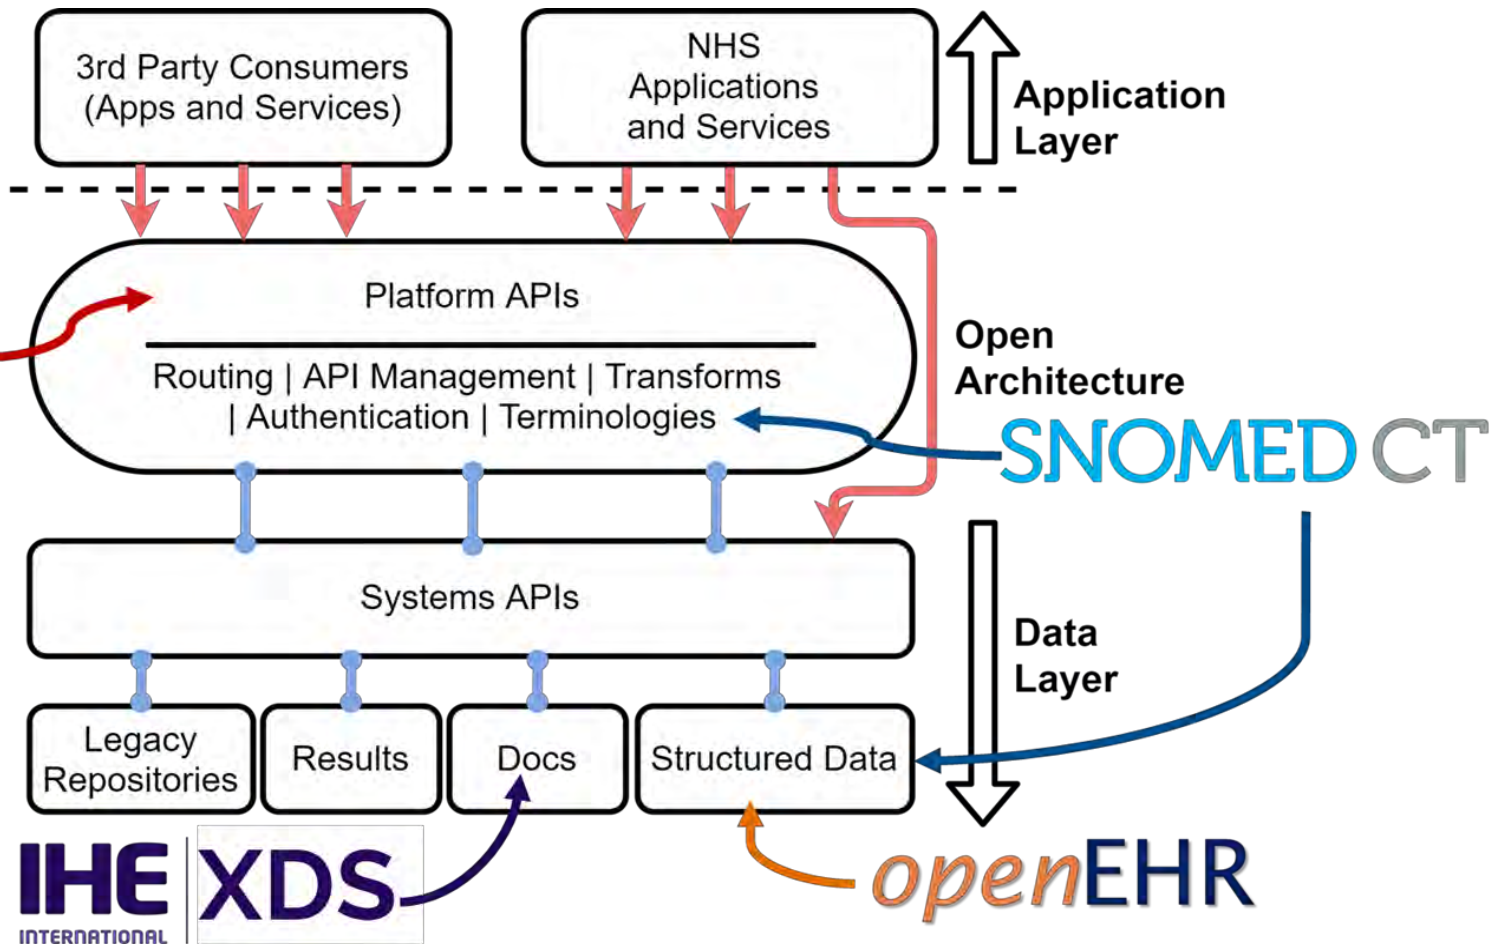 3rd Party Consumers
(Apps and Services)
NHS
Applications
and Services
Application
Layer
Platform APIs
Routing | API Management | Transforms
| Authentication | Terminologies
Open
Architecture
SNOMED CT
Systems APIs
Data
Layer
Legacy
Repositories
Results
Docs
Structured Data
IHE
INTERNATIONAL
XDS
openEHR